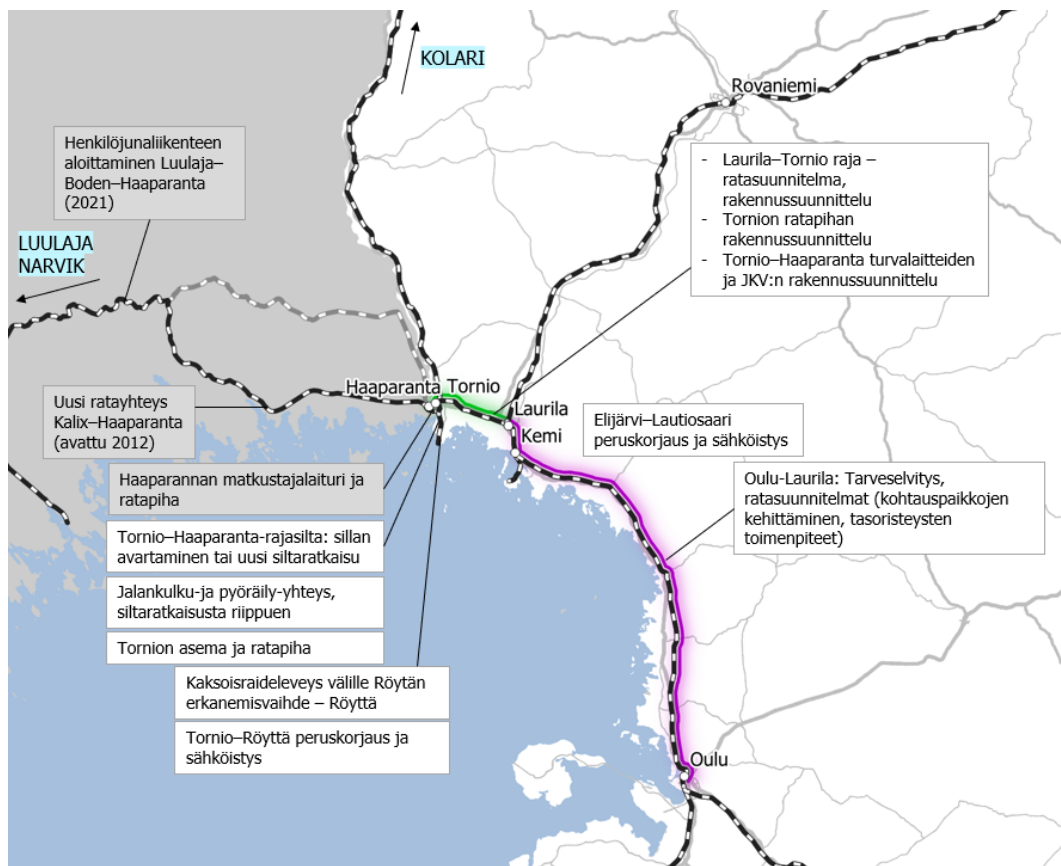 KOLARI
Rovaniemi
Henkilöjunaliikenteen
aloittaminen Luulaja–
Boden–Haaparanta
(2021)
- Laurila–Tornio raja –
ratasuunnitelma,
rakennussuunnittelu
- Tornion ratapihan
rakennussuunnittelu
- Tornio–Haaparanta turvalaitteiden
ja JKV:n rakennussuunnittelu
LUULAJA
NARVIK
Haaparanta
Tornio
Laurila
Kemi
Uusi ratayhteys
Kalix–Haaparanta
(avattu 2012)
Elijärvi–Lautiosaari
peruskorjaus ja sähköistys
Haaparannan matkustajalaituri ja
ratapiha
Oulu-Laurila: Tarveselvitys,
ratasuunnitelmat (kohtauspaikkojen
kehittäminen, tasoristeysten
toimenpiteet)
Tornio–Haaparanta-rajasilta: sillan
avartaminen tai uusi siltaratkaisu
Jalankulku-ja pyöräily-yhteys,
siltaratkaisusta riippuen
Tornion asema ja ratapiha
Kaksoisraideleveys välille Röytän
erkanemisvaihde – Röyttä
Tornio–Röyttä peruskorjaus ja
sähköistys
Oulu